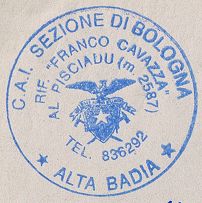 C.A.I. SEZIONE DI BOLOGNA
RIF. "FRANCO CAVAZZA"
AL PISCIADU (m. 2587)
TEL. 836292
★ ALTA BADIA ★